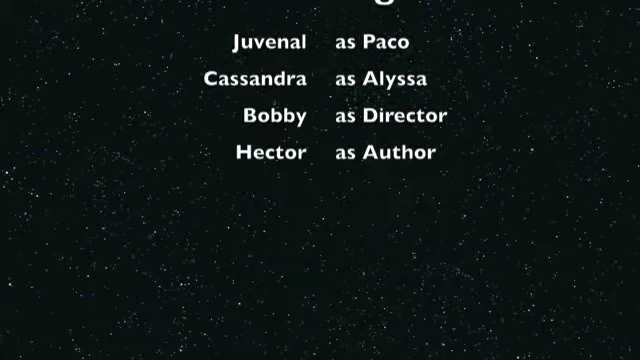 Juvenal as Paco
Cassandra as Alyssa
Bobby as Director
Hector as Author